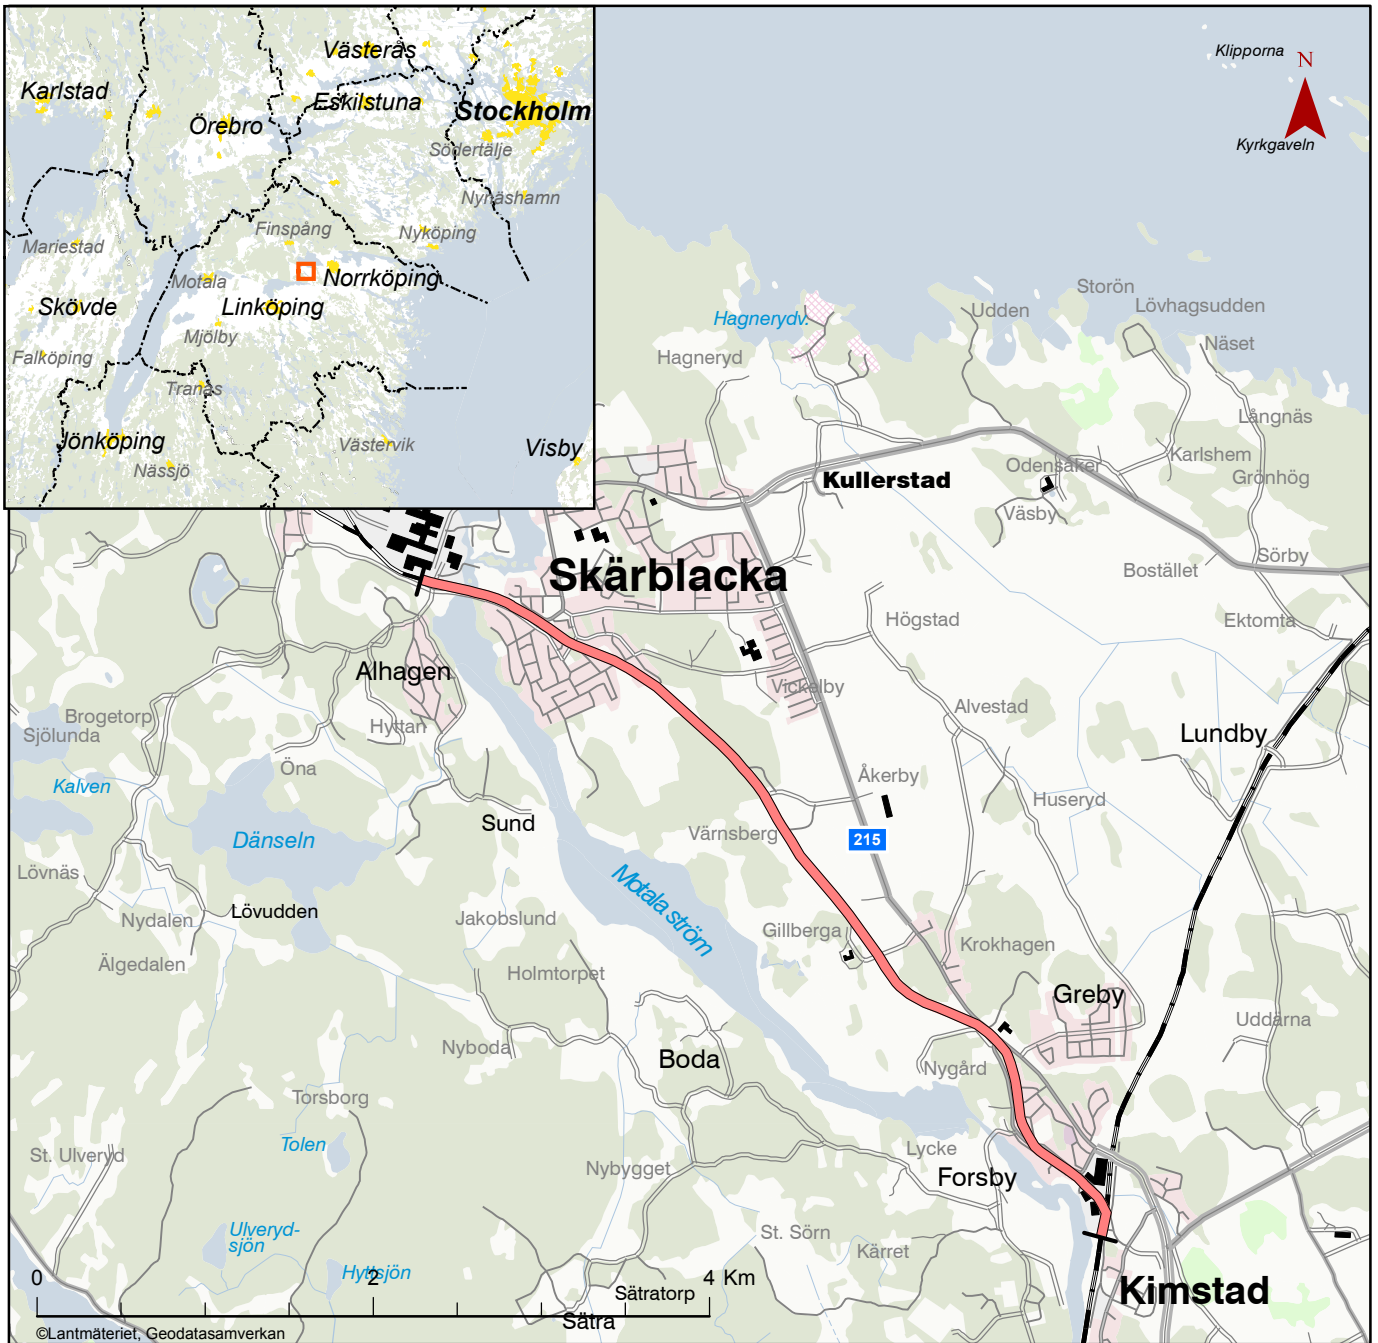 Västerås
Karlstad
Eskilstuna
Stockholm
Örebro
Södertälje
Nynäshamn
Finspång
Nyköping
Mariestad
Motala
Norrköping
Skövde
Linköping
Mjölby
Falköping
Tranås
Jönköping
Västervik
Visby
Nässjö
Klipporna
N
Kyrkgaveln
Storön
Udden
Lövhagsudden
Hagnerydv.
Näset
Hagneryd
Långnäs
Karlshem
Odensåker
Grönhög
Kullerstad
Väsby
Sörby
Bostället
Skärblacka
Högstad
Ektomta
Alhagen
Vickelby
Alvestad
Brogetorp
Sjölunda
Hyttan
Lundby
Öna
Kalven
Åkerby
Huseryd
Sund
Värnsberg
215
Dänseln
Lövnäs
Motala ström
Lövudden
Nydalen
Jakobslund
Gillberga
Krokhagen
Älgedalen
Holmtorpet
Greby
Uddärna
Nyboda
Boda
Nygård
Torsborg
Tolen
St. Ulveryd
Lycke
Nybygget
Forsby
Ulveryd-
sjön
St. Sörn
Kärret
Hyttsjön
0 2 4 Km
Sätratorp
Kimstad
Sätra
©Lantmäteriet, Geodatasamverkan